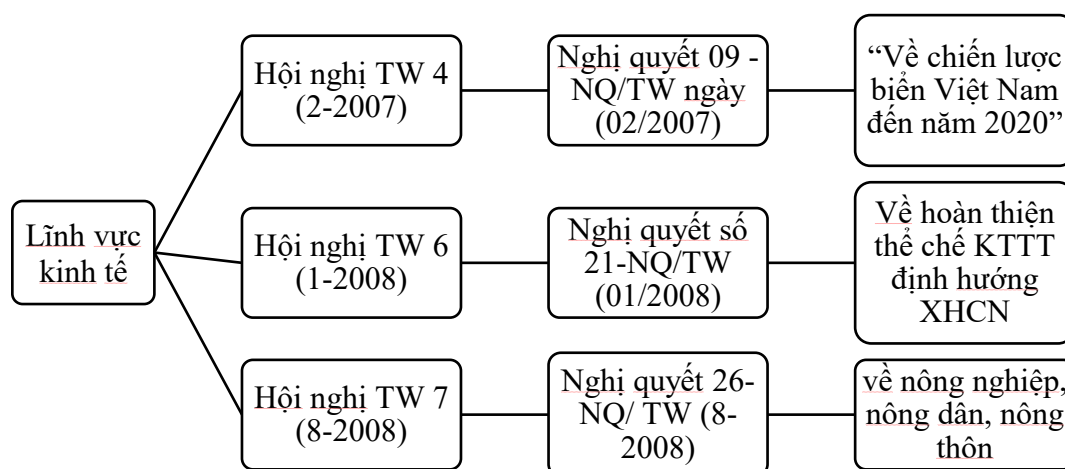 Lĩnh vực
kinh tế
Hội nghị TW 4
(2-2007)
Nghị quyết 09 -
NQ/TW ngày
(02/2007)
“Về chiến lược
biển Việt Nam
đến năm 2020”
Hội nghị TW 6
(1-2008)
Nghị quyết số
21-NQ/TW
(01/2008)
Về hoàn thiện
thể chế KTTT
định hướng
XHCN
Hội nghị TW 7
(8-2008)
Nghị quyết 26-
NQ/ TW (8-
2008)
về nông nghiệp,
nông dân, nông
thôn